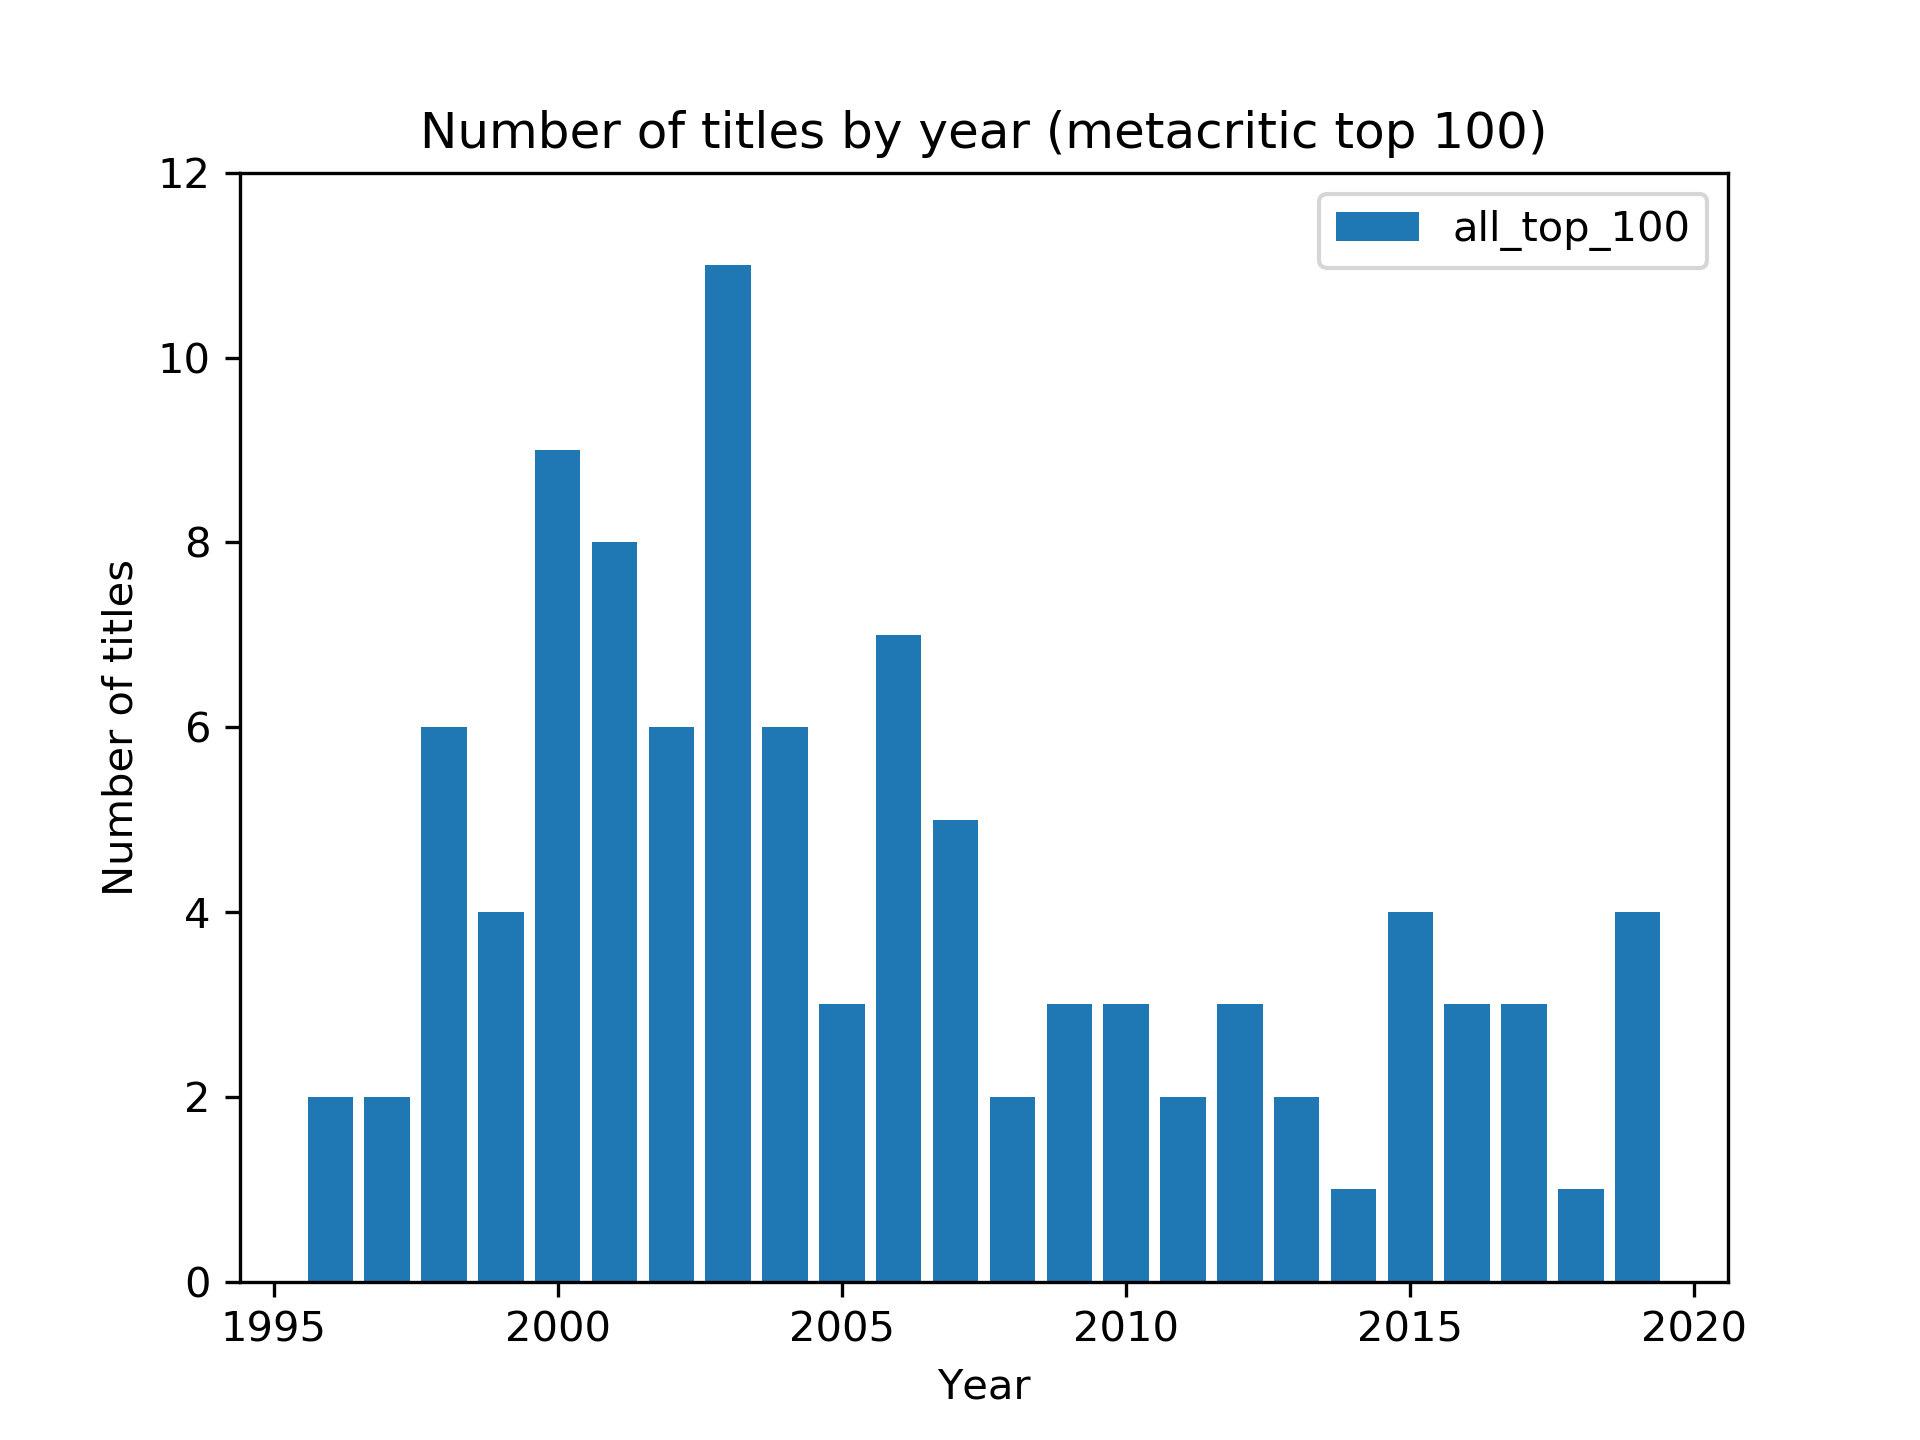 Number of titles by year (metacritic top 100)
all_top_100
12
10
8
6
4
2
0
Number of titles
1995 2000 2005 2010 2015 2020
Year